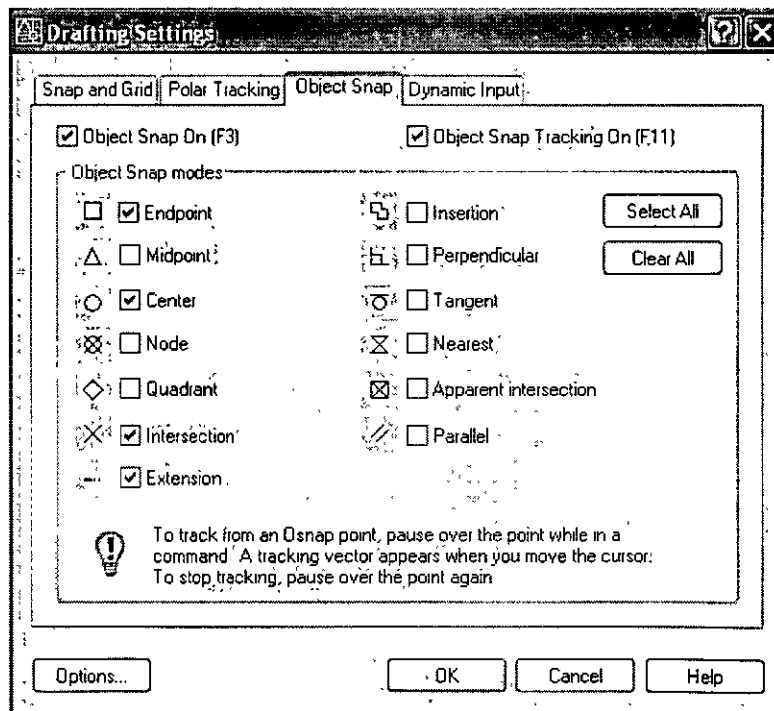 Drafting Settings
Snap and Grid Polar Tracking Object Snap Dynamic Input
Object Snap On (F3) Object Snap Tracking On (F11)
Object Snap modes
Endpoint Insertion Select All
Midpoint Perpendicular Clear All
Center Tangent
Node Nearest
Quadrant Apparent intersection
Intersection Parallel
Extension
To track from an Osnap point, pause over the point while in a
command A tracking vector appears when you move the cursor.
To stop tracking, pause over the point again
Options... OK Cancel Help